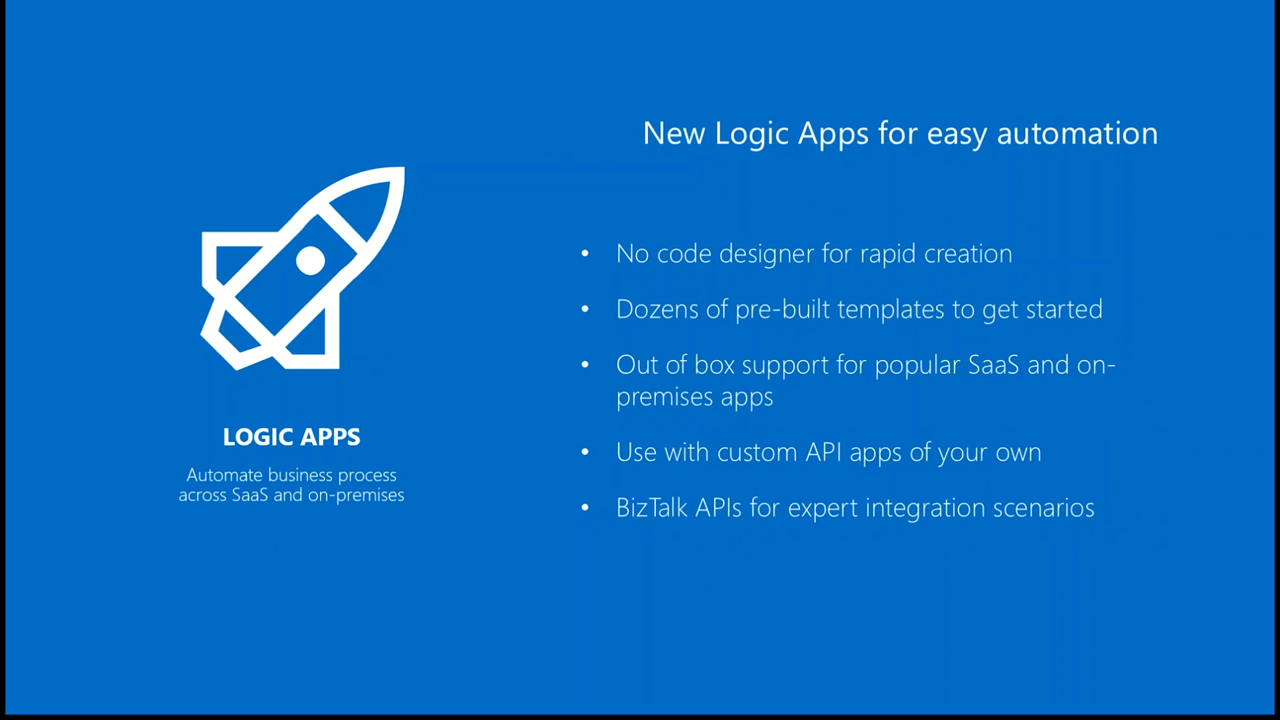 New Logic Apps for easy automation
• No code designer for rapid creation
• Dozens of pre-built templates to get started
• Out of box support for popular SaaS and on-
premises apps
• Use with custom API apps of your own
• BizTalk APIs for expert integration scenarios
LOGIC APPS
Automate business process
across SaaS and on-premises